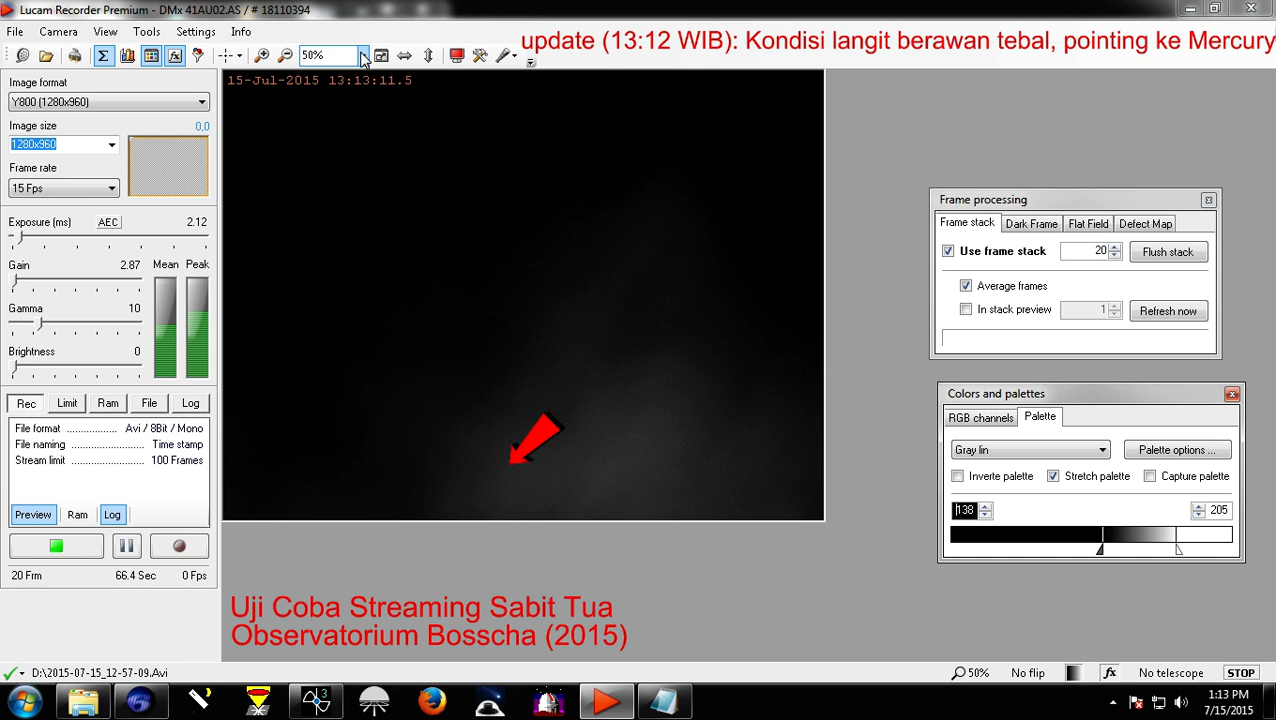 Lucam Recorder Premium - DMx 41AU02.AS / # 18110394
File Camera View Tools Settings Info
update (13:12 WIB): Kondisi langit berawan tebal, pointing ke Mercury
50%
Image format
Y800 (1280x960)
Image size 0,0
1280x960
Frame rate
15 Fps
Exposure (ms) AEC 2.12
Gain 2.87 Mean Peak
Gamma 10
Brightness 0
Rec Limit Ram File Log
File format Avi / 8Bit / Mono
File naming Time stamp
Stream limit 100 Frames
Preview Ram Log
20 Frm 66.4 Sec 0 Fps
15-Jul-2015 13:13:11.5
Frame processing
Frame stack Dark Frame Flat Field Defect Map
Use frame stack 20 Flush stack
Average frames
In stack preview 1 Refresh now
Colors and palettes
RGB channels Palette
Gray lin Palette options ...
Inverte palette Stretch palette Capture palette
138 205
Uji Coba Streaming Sabit Tua
Observatorium Bosscha (2015)
D:\2015-07-15_12-57-09.Avi 50% No flip fx No telescope STOP
3
1:13 PM
7/15/2015